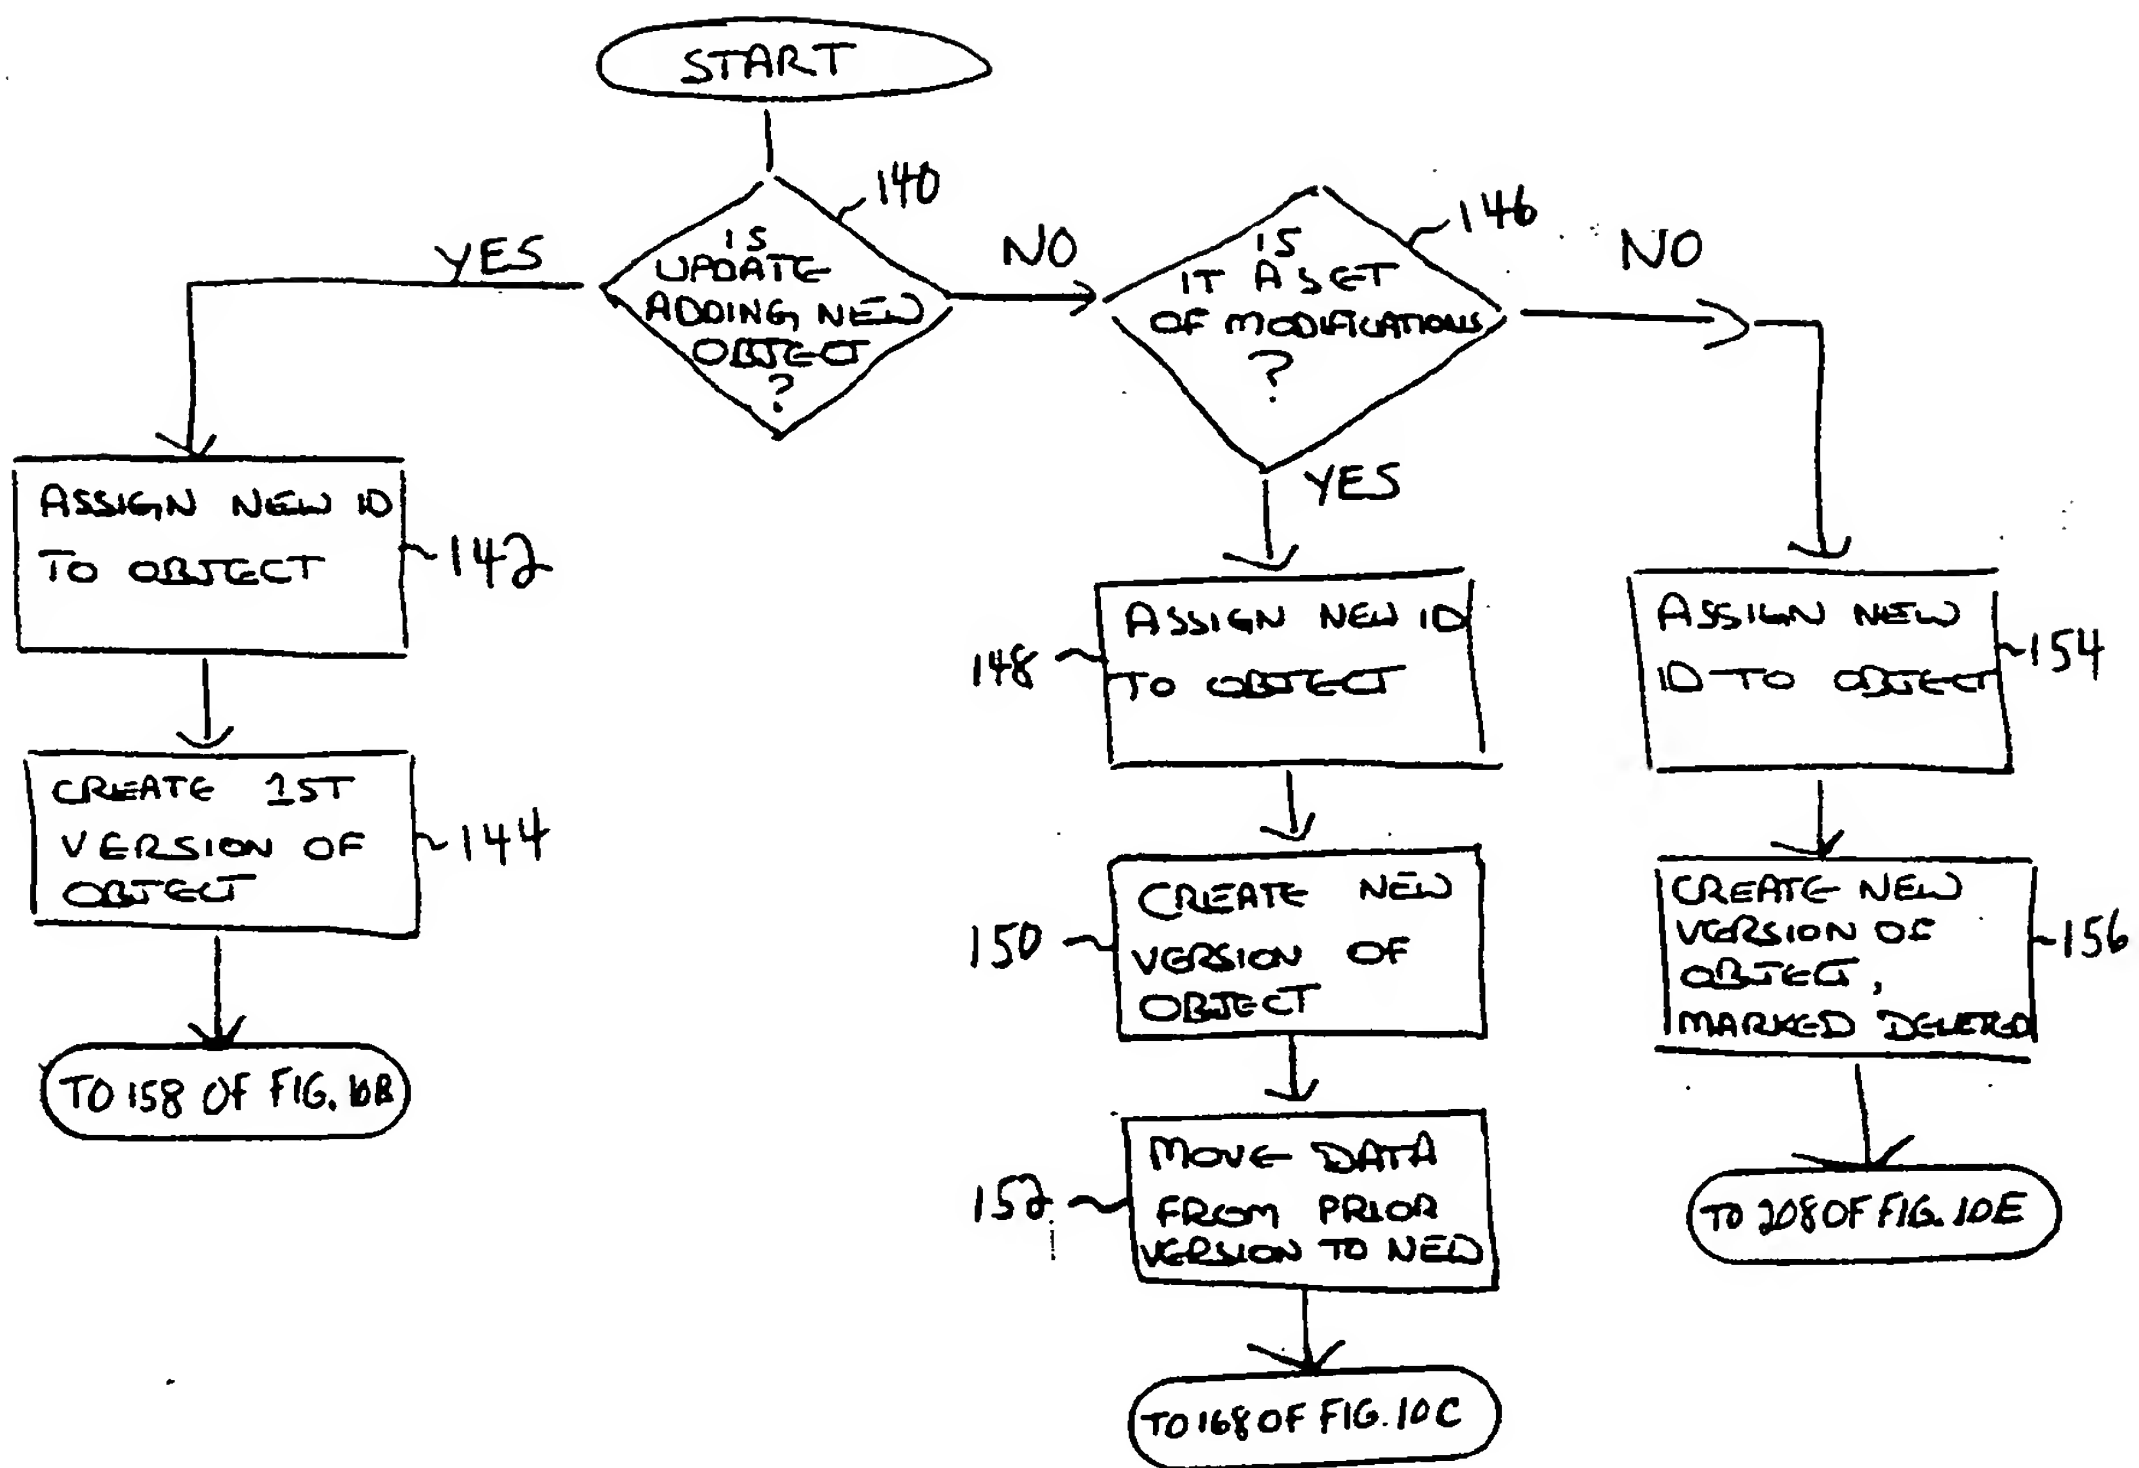 START
140
IS
UPDATE
ADDING NEW
OBJECT
?
YES
NO
146
IS
IT A SET
OF MODIFICATIONS
?
NO
YES
ASSIGN NEW ID
TO OBJECT
142
CREATE 1ST
VERSION OF
OBJECT
144
TO 158 OF FIG. 10B
148
ASSIGN NEW ID
TO OBJECT
150
CREATE NEW
VERSION OF
OBJECT
152
MOVE DATA
FROM PRIOR
VERSION TO NEW
TO 168 OF FIG. 10C
ASSIGN NEW
ID TO OBJECT
154
CREATE NEW
VERSION OF
OBJECT,
MARKED DELETED
156
TO 208 OF FIG. 10E